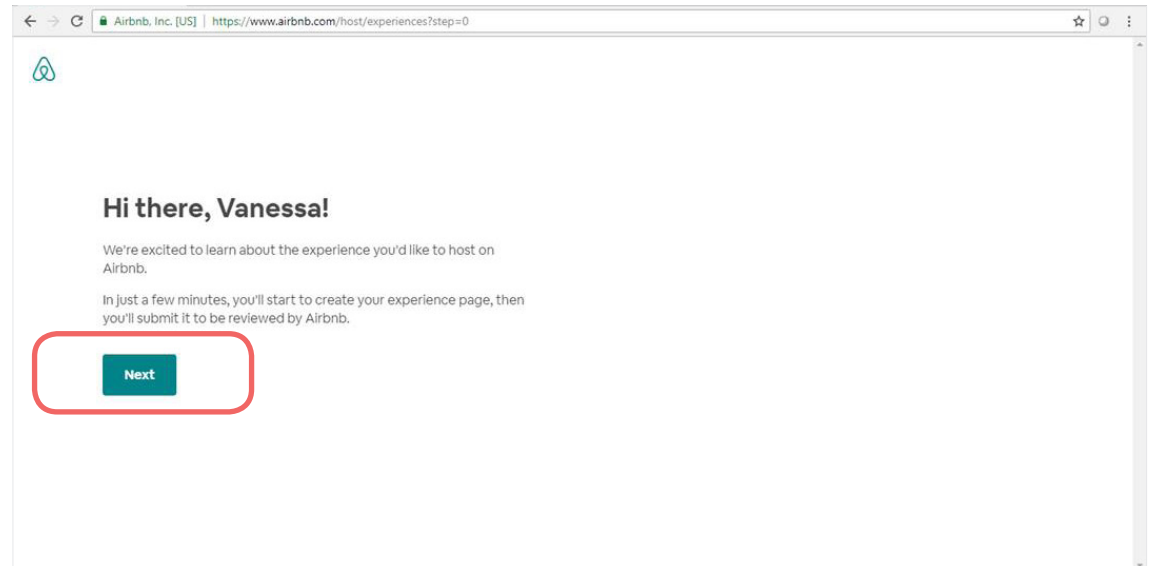 Airbnb, Inc. [US] | https://www.airbnb.com/host/experiences?step=0
Hi there, Vanessa!
We're excited to learn about the experience you'd like to host on
Airbnb.
In just a few minutes, you'll start to create your experience page, then
you'll submit it to be reviewed by Airbnb.
Next